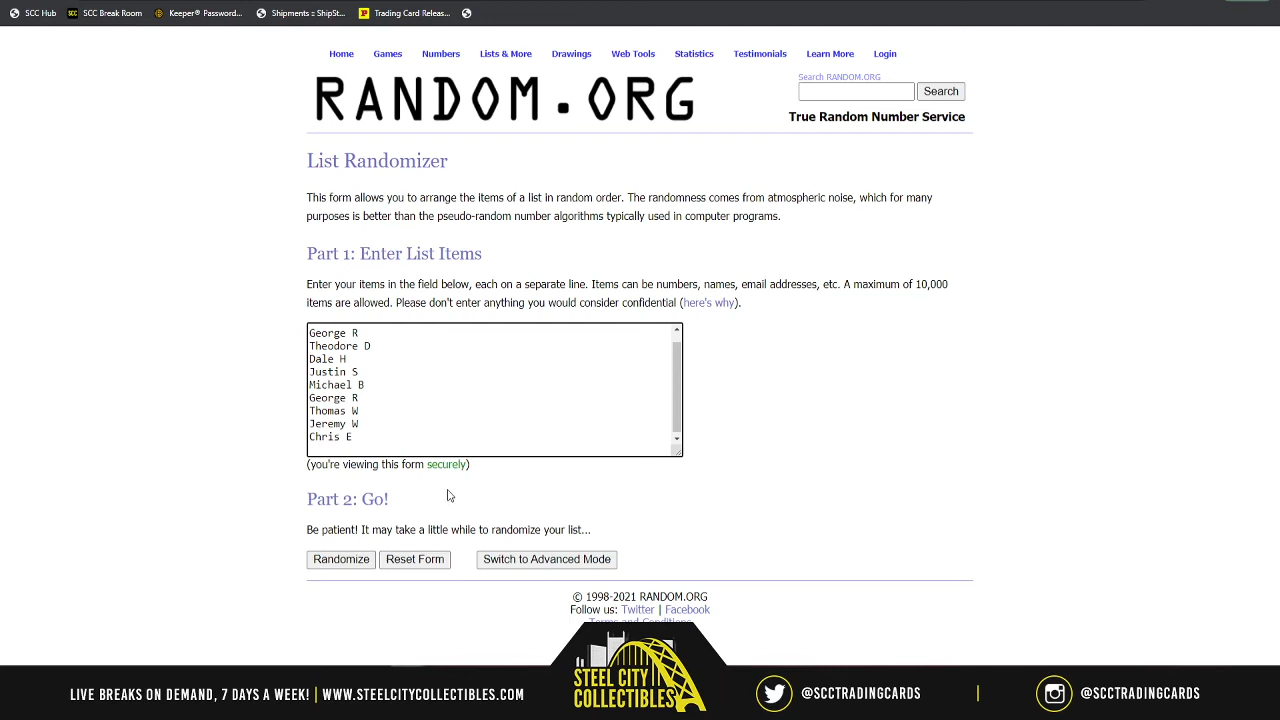 SCC Hub
SCC Break Room
Keeper® Password...
Shipments :: ShipSt...
Trading Card Releas...
Home Games Numbers Lists & More Drawings Web Tools Statistics Testimonials Learn More Login
RANDOM.ORG
Search RANDOM.ORG
Search
True Random Number Service
List Randomizer
This form allows you to arrange the items of a list in random order. The randomness comes from atmospheric noise, which for many
purposes is better than the pseudo-random number algorithms typically used in computer programs.
Part 1: Enter List Items
Enter your items in the field below, each on a separate line. Items can be numbers, names, email addresses, etc. A maximum of 10,000
items are allowed. Please don't enter anything you would consider confidential (here's why).
George R
Theodore D
Dale H
Justin S
Michael B
George R
Thomas W
Jeremy W
Chris E
(you're viewing this form securely)
Part 2: Go!
Be patient! It may take a little while to randomize your list...
Randomize Reset Form Switch to Advanced Mode
© 1998-2021 RANDOM.ORG
Follow us: Twitter | Facebook
Terms and Conditions
LIVE BREAKS ON DEMAND, 7 DAYS A WEEK! | WWW.STEELCITYCOLLECTIBLES.COM
STEEL CITY
COLLECTIBLES
@SCCTRADINGCARDS | @SCCTRADINGCARDS